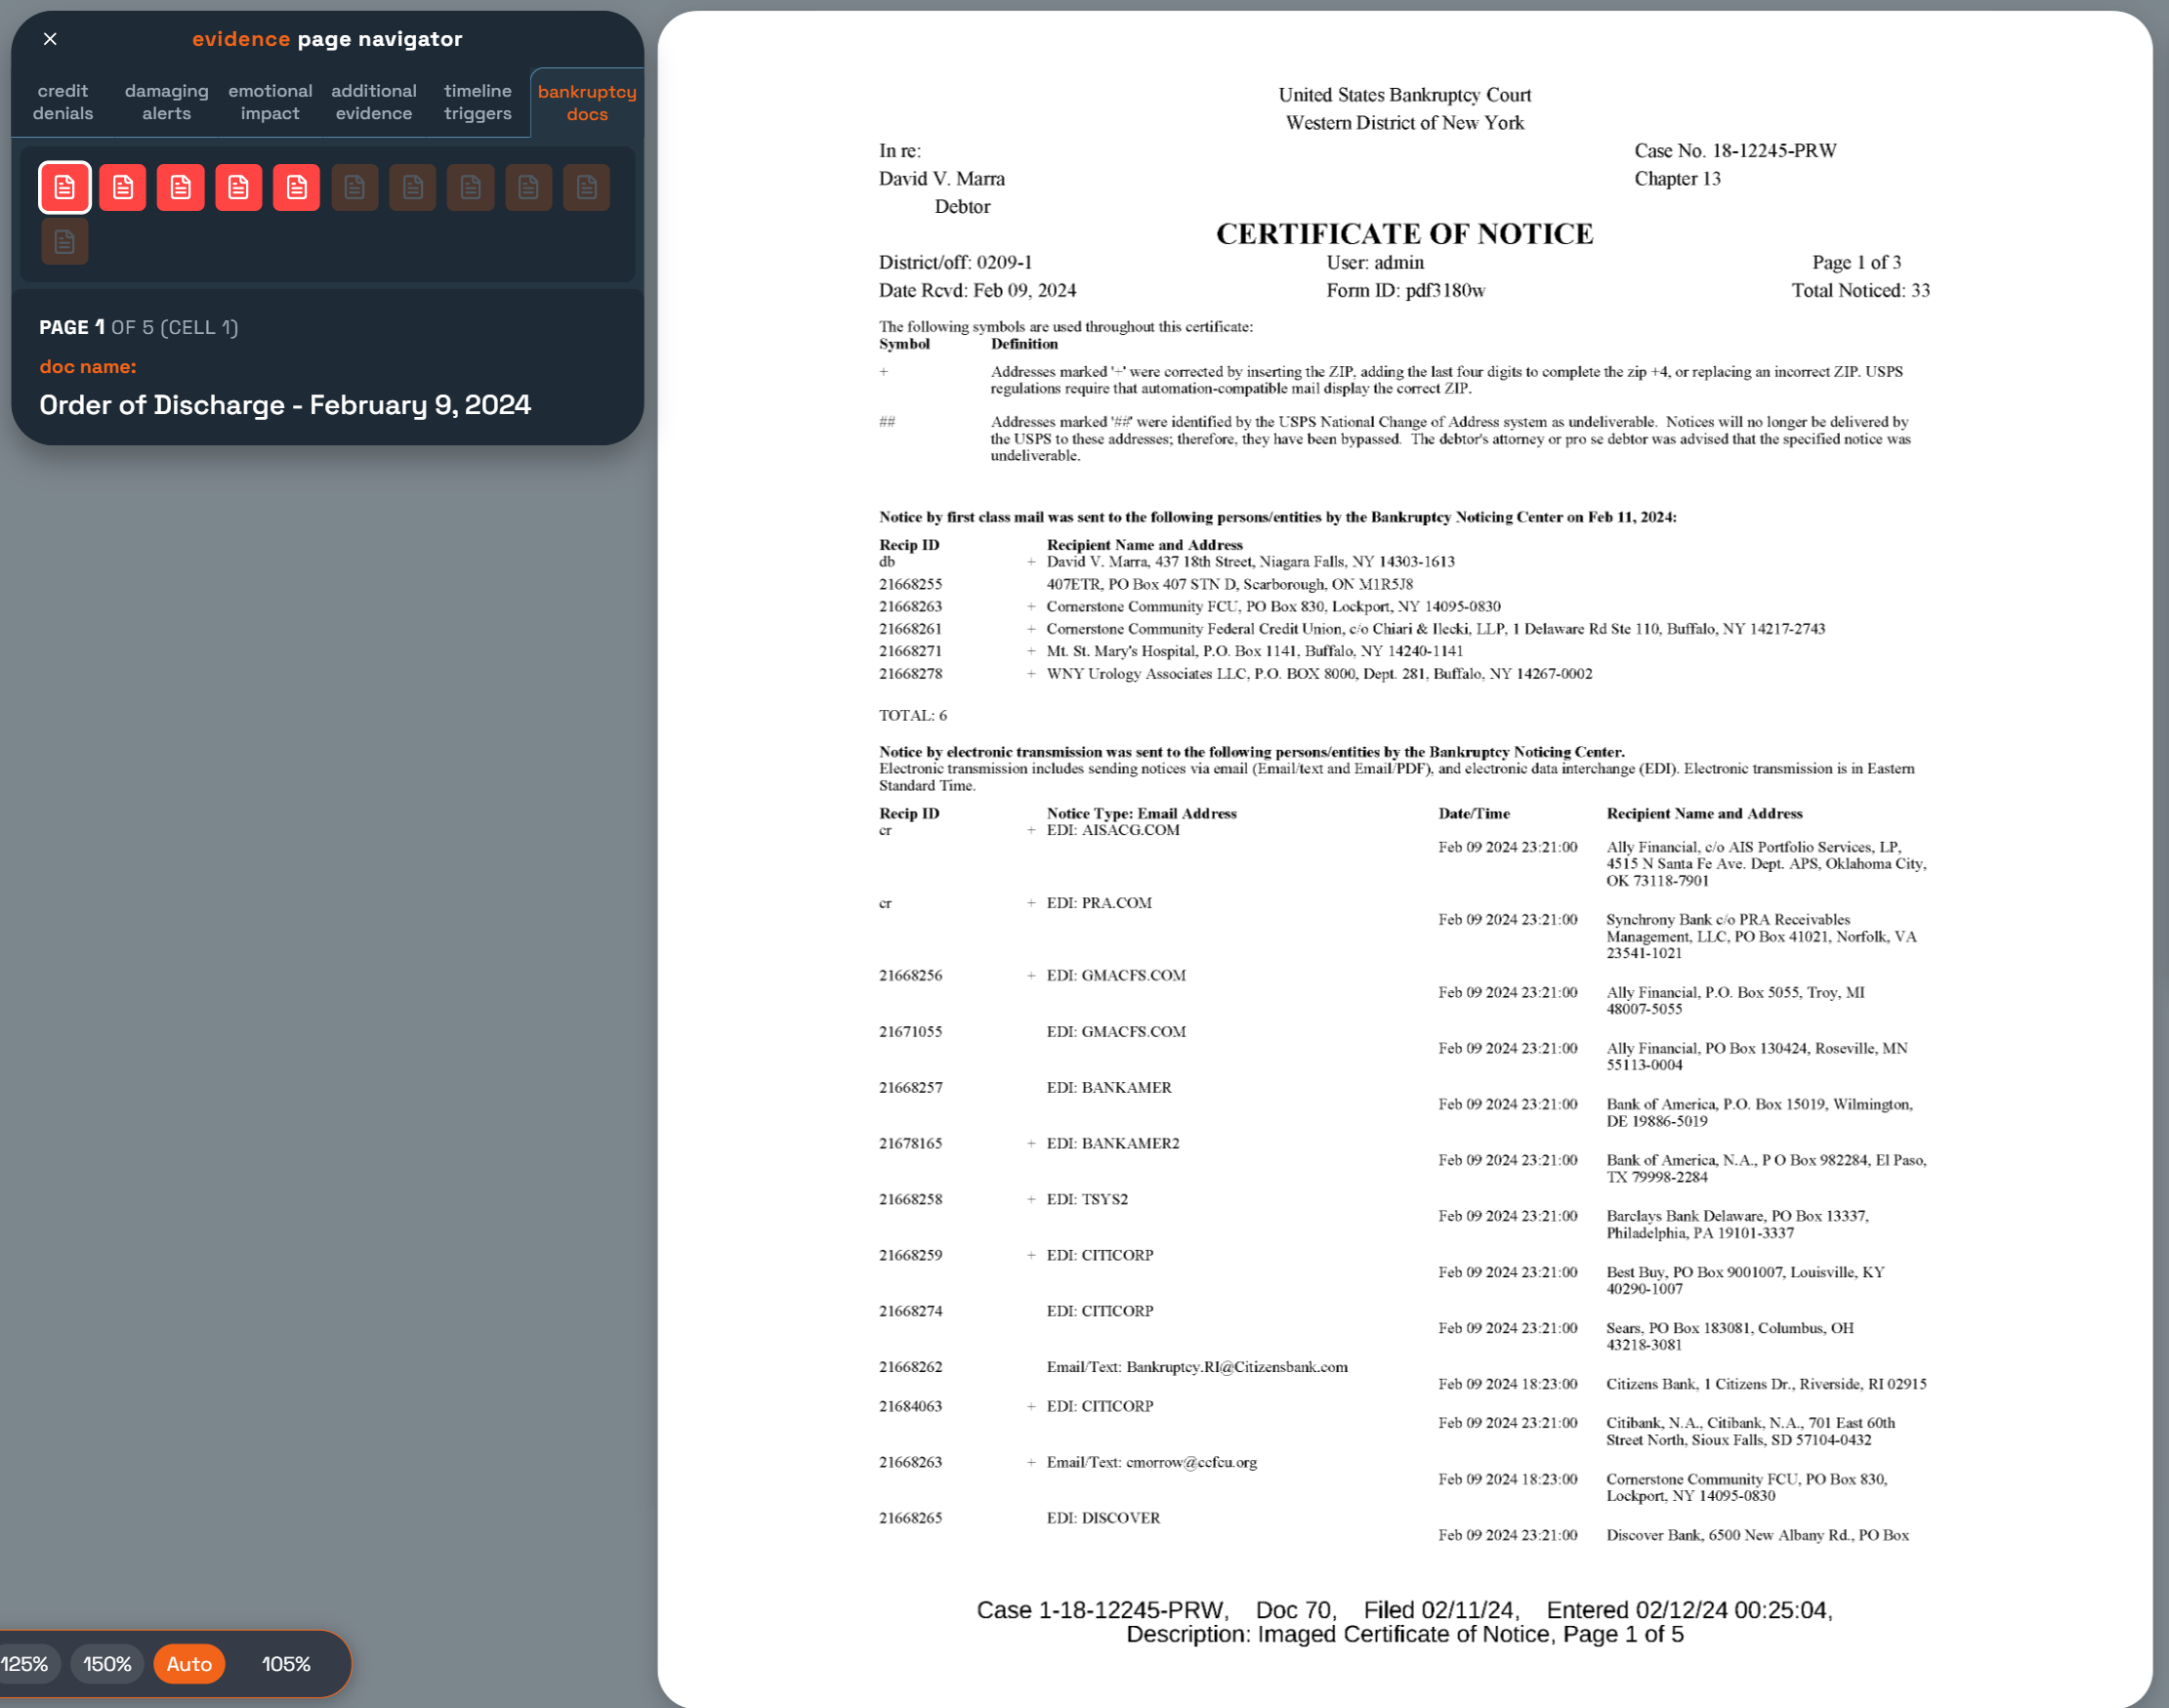 evidence page navigator
credit denials
damaging alerts
emotional impact
additional evidence
timeline triggers
bankruptcy docs
PAGE 1 OF 5 (CELL 1)
doc name:
Order of Discharge - February 9, 2024
125% 150% Auto 105%
United States Bankruptcy Court
Western District of New York
In re: Case No. 18-12245-PRW
David V. Marra Chapter 13
Debtor
CERTIFICATE OF NOTICE
District/off: 0209-1 User: admin Page 1 of 3
Date Rcvd: Feb 09, 2024 Form ID: pdf3180w Total Noticed: 33
The following symbols are used throughout this certificate:
Symbol Definition
+ Addresses marked '+' were corrected by inserting the ZIP, adding the last four digits to complete the zip +4, or replacing an incorrect ZIP. USPS
regulations require that automation-compatible mail display the correct ZIP.
## Addresses marked '##' were identified by the USPS National Change of Address system as undeliverable. Notices will no longer be delivered by
the USPS to these addresses; therefore, they have been bypassed. The debtor's attorney or pro se debtor was advised that the specified notice was
undeliverable.
Notice by first class mail was sent to the following persons/entities by the Bankruptcy Noticing Center on Feb 11, 2024:
Recip ID Recipient Name and Address
db + David V. Marra, 437 18th Street, Niagara Falls, NY 14303-1613
21668255 407ETR, PO Box 407 STN D, Scarborough, ON M1R5J8
21668263 + Cornerstone Community FCU, PO Box 830, Lockport, NY 14095-0830
21668261 + Cornerstone Community Federal Credit Union, c/o Chiari & Ilecki, LLP, 1 Delaware Rd Ste 110, Buffalo, NY 14217-2743
21668271 + Mt. St. Mary's Hospital, P.O. Box 1141, Buffalo, NY 14240-1141
21668278 + WNY Urology Associates LLC, P.O. BOX 8000, Dept. 281, Buffalo, NY 14267-0002
TOTAL: 6
Notice by electronic transmission was sent to the following persons/entities by the Bankruptcy Noticing Center.
Electronic transmission includes sending notices via email (Email/text and Email/PDF), and electronic data interchange (EDI). Electronic transmission is in Eastern
Standard Time.
Recip ID Notice Type: Email Address Date/Time Recipient Name and Address
cr + EDI: AISACG.COM
Feb 09 2024 23:21:00 Ally Financial, c/o AIS Portfolio Services, LP,
4515 N Santa Fe Ave. Dept. APS, Oklahoma City,
OK 73118-7901
cr + EDI: PRA.COM
Feb 09 2024 23:21:00 Synchrony Bank c/o PRA Receivables
Management, LLC, PO Box 41021, Norfolk, VA
23541-1021
21668256 + EDI: GMACFS.COM
Feb 09 2024 23:21:00 Ally Financial, P.O. Box 5055, Troy, MI
48007-5055
21671055 EDI: GMACFS.COM
Feb 09 2024 23:21:00 Ally Financial, PO Box 130424, Roseville, MN
55113-0004
21668257 EDI: BANKAMER
Feb 09 2024 23:21:00 Bank of America, P.O. Box 15019, Wilmington,
DE 19886-5019
21678165 + EDI: BANKAMER2
Feb 09 2024 23:21:00 Bank of America, N.A., P O Box 982284, El Paso,
TX 79998-2284
21668258 + EDI: TSYS2
Feb 09 2024 23:21:00 Barclays Bank Delaware, PO Box 13337,
Philadelphia, PA 19101-3337
21668259 + EDI: CITICORP
Feb 09 2024 23:21:00 Best Buy, PO Box 9001007, Louisville, KY
40290-1007
21668274 EDI: CITICORP
Feb 09 2024 23:21:00 Sears, PO Box 183081, Columbus, OH
43218-3081
21668262 Email/Text: Bankruptcy.RI@Citizensbank.com
Feb 09 2024 18:23:00 Citizens Bank, 1 Citizens Dr., Riverside, RI 02915
21684063 + EDI: CITICORP
Feb 09 2024 23:21:00 Citibank, N.A., Citibank, N.A., 701 East 60th
Street North, Sioux Falls, SD 57104-0432
21668263 + Email/Text: cmorrow@ccfcu.org
Feb 09 2024 18:23:00 Cornerstone Community FCU, PO Box 830,
Lockport, NY 14095-0830
21668265 EDI: DISCOVER
Feb 09 2024 23:21:00 Discover Bank, 6500 New Albany Rd., PO Box
Case 1-18-12245-PRW, Doc 70, Filed 02/11/24, Entered 02/12/24 00:25:04,
Description: Imaged Certificate of Notice, Page 1 of 5